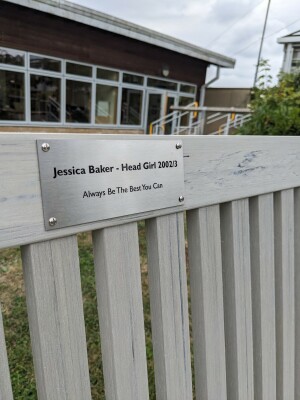 Jessica Baker - Head Girl 2002/3
Always Be The Best You Can